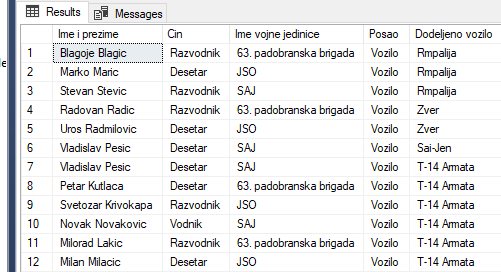 Results Messages
Ime i prezime Cin Ime vojne jedinice Posao Dodeljeno vozilo
1 Blagoje Blagic Razvodnik 63. padobranska brigada Vozilo Rmpalija
2 Marko Maric Desetar JSO Vozilo Rmpalija
3 Stevan Stevic Razvodnik SAJ Vozilo Rmpalija
4 Radovan Radic Razvodnik 63. padobranska brigada Vozilo Zver
5 Uros Radmilovic Desetar JSO Vozilo Zver
6 Vladislav Pesic Desetar SAJ Vozilo Sai-Jen
7 Vladislav Pesic Desetar SAJ Vozilo T-14 Armata
8 Petar Kutlaca Desetar 63. padobranska brigada Vozilo T-14 Armata
9 Svetozar Krivokapa Razvodnik JSO Vozilo T-14 Armata
10 Novak Novakovic Vodnik SAJ Vozilo T-14 Armata
11 Milorad Lakic Razvodnik 63. padobranska brigada Vozilo T-14 Armata
12 Milan Milacic Desetar JSO Vozilo T-14 Armata